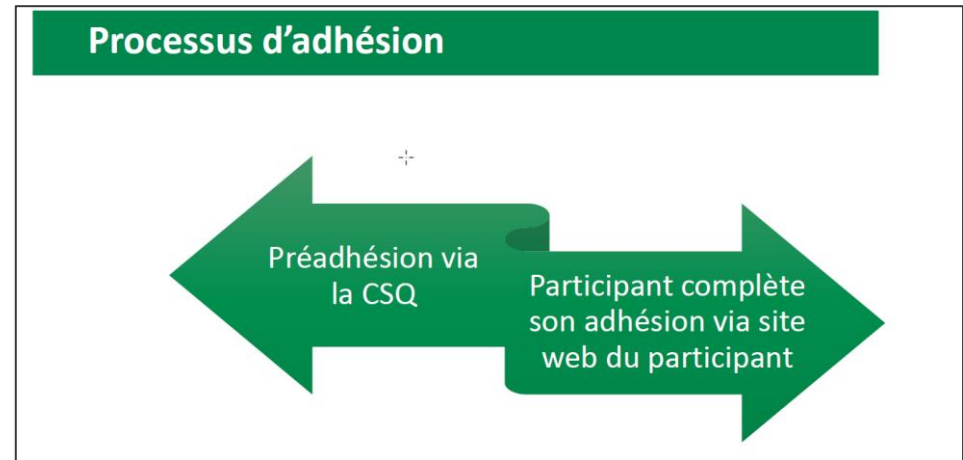 Processus d’adhésion
Préadhésion via
la CSQ
Participant complète
son adhésion via site
web du participant